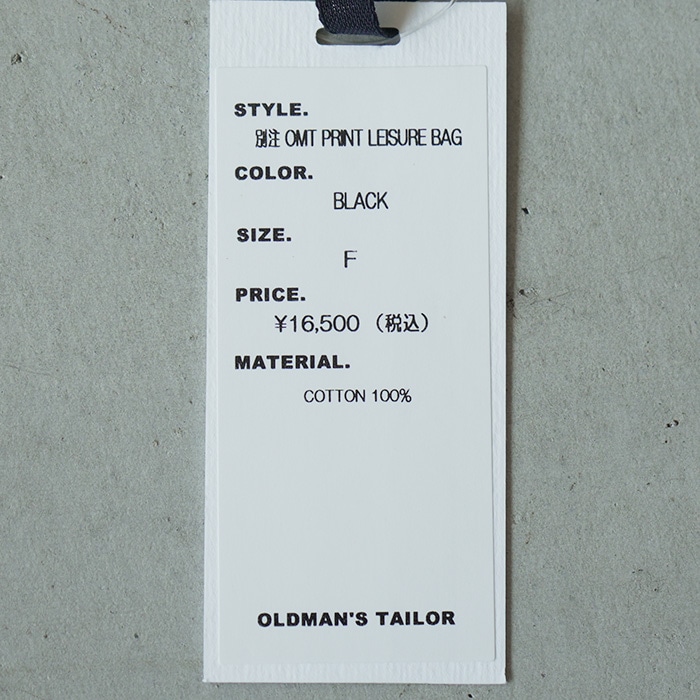 STYLE.
別注 OMT PRINT LEISURE BAG
COLOR.
BLACK
SIZE.
F
PRICE.
¥16,500 (税込)
MATERIAL.
COTTON 100%
OLDMAN'S TAILOR